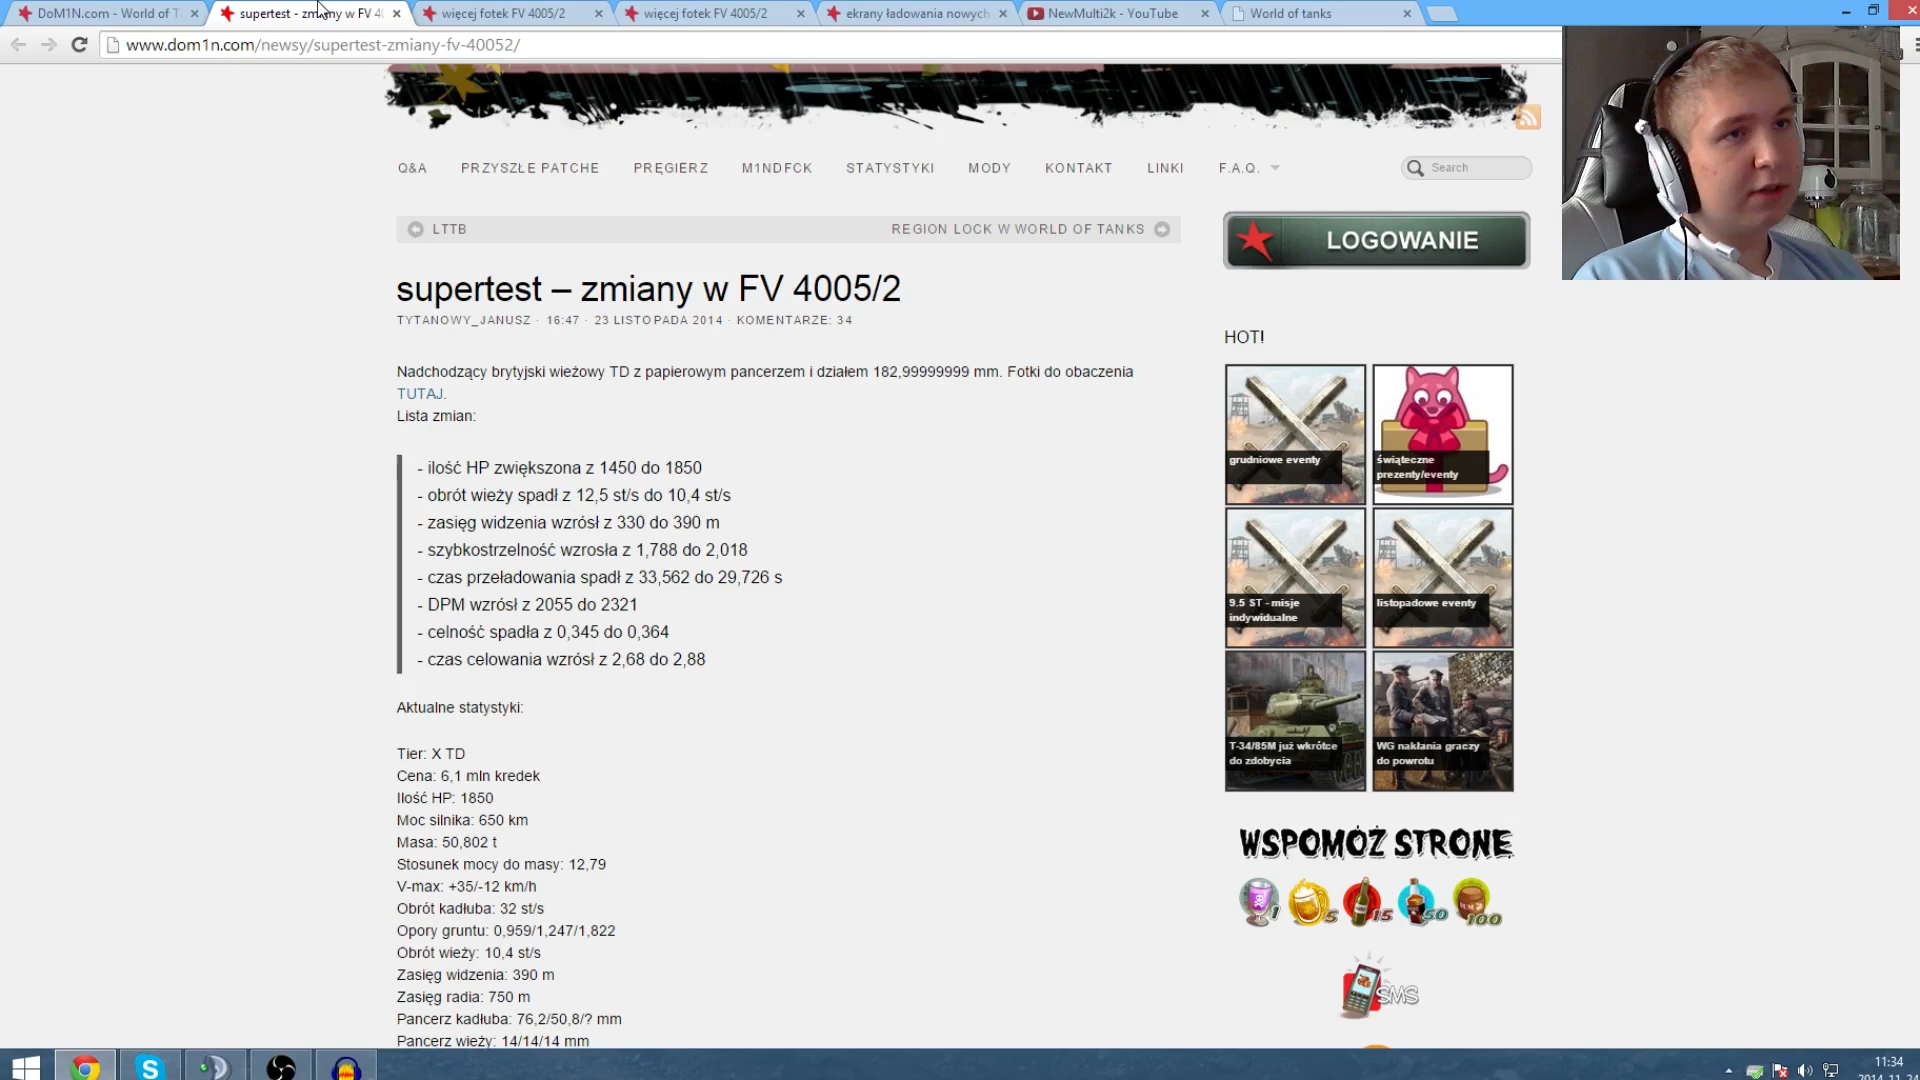 DoM1N.com - World of T
supertest - zmiany w FV 40
więcej fotek FV 4005/2
więcej fotek FV 4005/2
ekrany ładowania nowych
NewMulti2k - YouTube
World of tanks
www.dom1n.com/newsy/supertest-zmiany-fv-40052/
Q&A
PRZYSZŁE PATCHE
PRĘGIERZ
M1NDFCK
STATYSTYKI
MODY
KONTAKT
LINKI
F.A.Q.
Search
LTTB
REGION LOCK W WORLD OF TANKS
LOGOWANIE
supertest – zmiany w FV 4005/2
TYTANOWY_JANUSZ · 16:47 · 23 LISTOPADA 2014 · KOMENTARZE: 34
Nadchodzący brytyjski wieżowy TD z papierowym pancerzem i działem 182,99999999 mm. Fotki do obaczenia
TUTAJ.
Lista zmian:
- ilość HP zwiększona z 1450 do 1850
- obrót wieży spadł z 12,5 st/s do 10,4 st/s
- zasięg widzenia wzrósł z 330 do 390 m
- szybkostrzelność wzrosła z 1,788 do 2,018
- czas przeładowania spadł z 33,562 do 29,726 s
- DPM wzrósł z 2055 do 2321
- celność spadła z 0,345 do 0,364
- czas celowania wzrósł z 2,68 do 2,88
Aktualne statystyki:
Tier: X TD
Cena: 6,1 mln kredek
Ilość HP: 1850
Moc silnika: 650 km
Masa: 50,802 t
Stosunek mocy do masy: 12,79
V-max: +35/-12 km/h
Obrót kadłuba: 32 st/s
Opory gruntu: 0,959/1,247/1,822
Obrót wieży: 10,4 st/s
Zasięg widzenia: 390 m
Zasięg radia: 750 m
Pancerz kadłuba: 76,2/50,8/? mm
Pancerz wieży: 14/14/14 mm
HOT!
grudniowe eventy
świąteczne
prezenty/eventy
9.5 ST - misje
indywidualne
listopadowe eventy
T-34/85M już wkrótce
do zdobycia
WG nakłania graczy
do powrotu
WSPOMÓŻ STRONĘ
1
5
15
50
100
SMS
11:34
2014-11-24